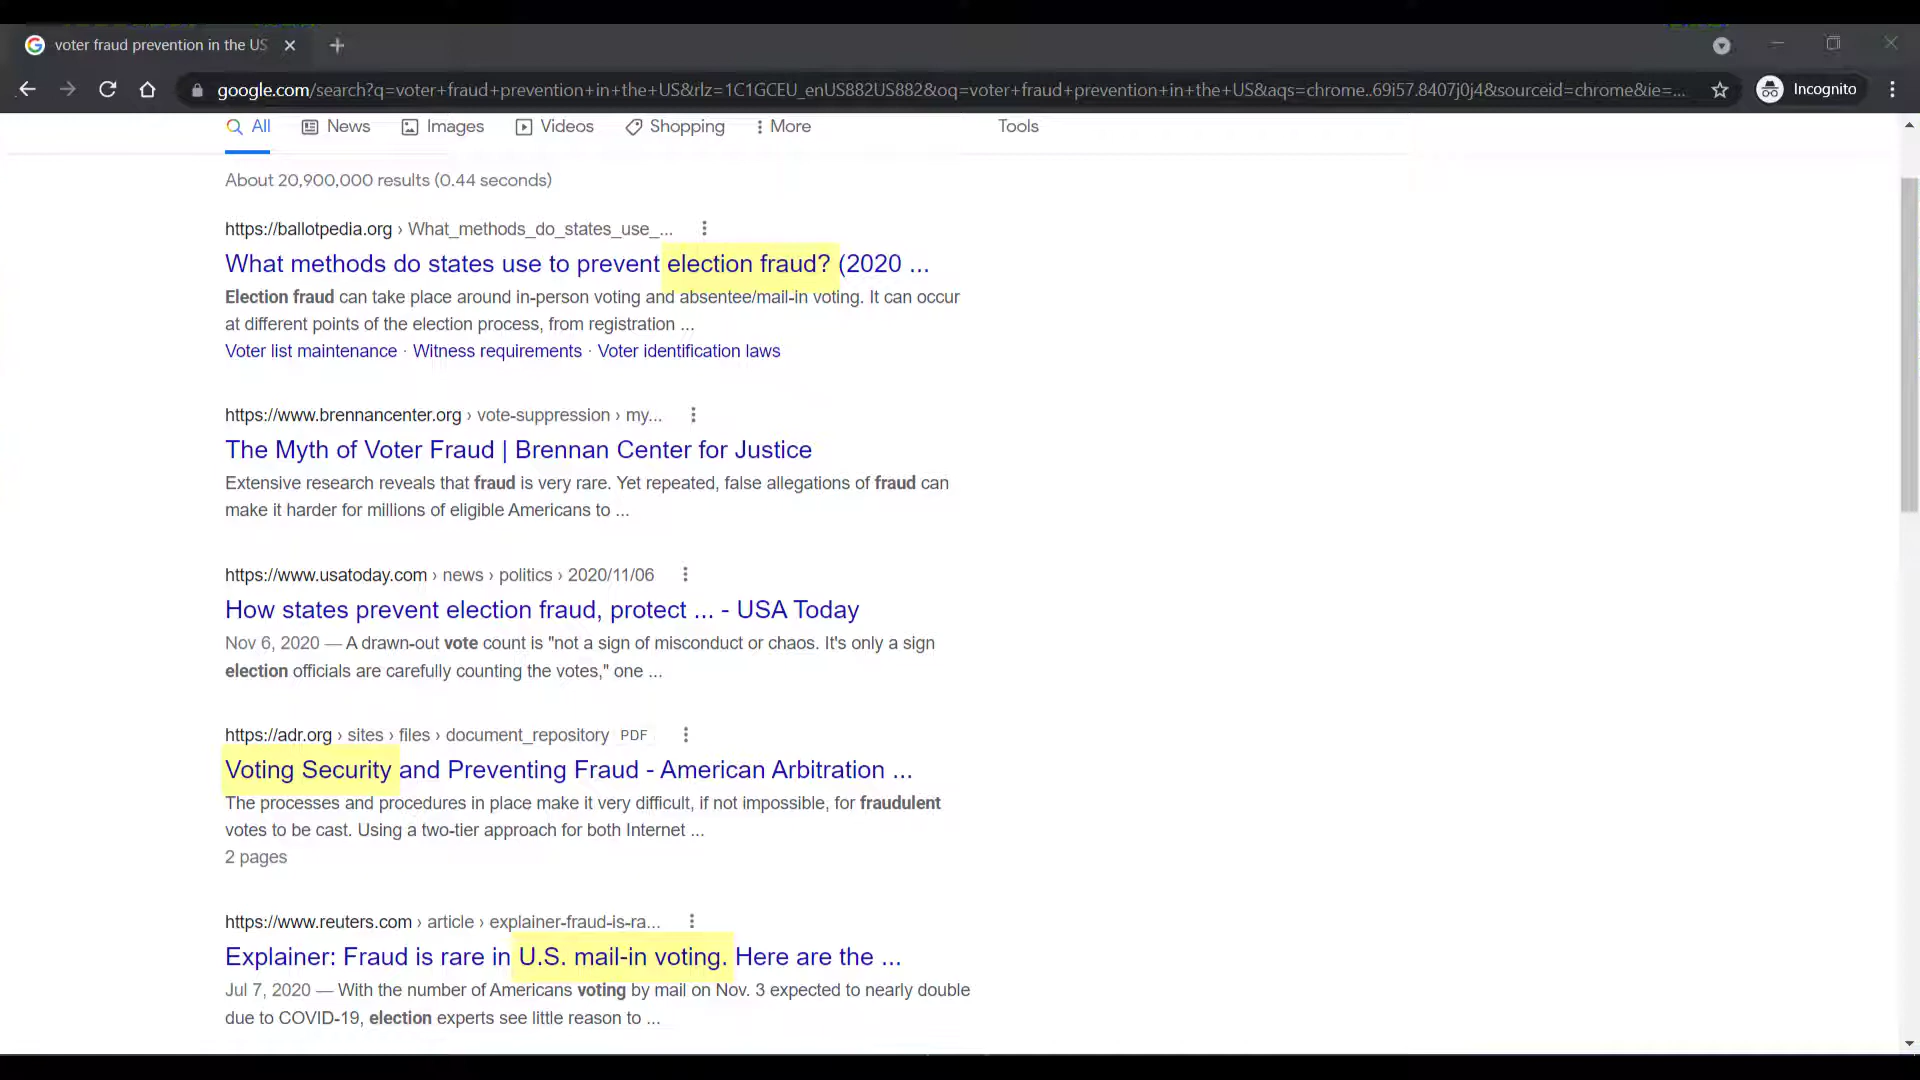 voter fraud prevention in the US
google.com/search?q=voter+fraud+prevention+in+the+US&rlz=1C1GCEU_enUS882US882&oq=voter+fraud+prevention+in+the+US&aqs=chrome..69i57.8407j0j4&sourceid=chrome&ie=...
Incognito
All News Images Videos Shopping More Tools
About 20,900,000 results (0.44 seconds)
https://ballotpedia.org › What_methods_do_states_use_...
What methods do states use to prevent election fraud? (2020 ...
Election fraud can take place around in-person voting and absentee/mail-in voting. It can occur
at different points of the election process, from registration ...
Voter list maintenance · Witness requirements · Voter identification laws
https://www.brennancenter.org › vote-suppression › my...
The Myth of Voter Fraud | Brennan Center for Justice
Extensive research reveals that fraud is very rare. Yet repeated, false allegations of fraud can
make it harder for millions of eligible Americans to ...
https://www.usatoday.com › news › politics › 2020/11/06
How states prevent election fraud, protect ... - USA Today
Nov 6, 2020 — A drawn-out vote count is "not a sign of misconduct or chaos. It's only a sign
election officials are carefully counting the votes," one ...
https://adr.org › sites › files › document_repository PDF
Voting Security and Preventing Fraud - American Arbitration ...
The processes and procedures in place make it very difficult, if not impossible, for fraudulent
votes to be cast. Using a two-tier approach for both Internet ...
2 pages
https://www.reuters.com › article › explainer-fraud-is-ra...
Explainer: Fraud is rare in U.S. mail-in voting. Here are the ...
Jul 7, 2020 — With the number of Americans voting by mail on Nov. 3 expected to nearly double
due to COVID-19, election experts see little reason to ...